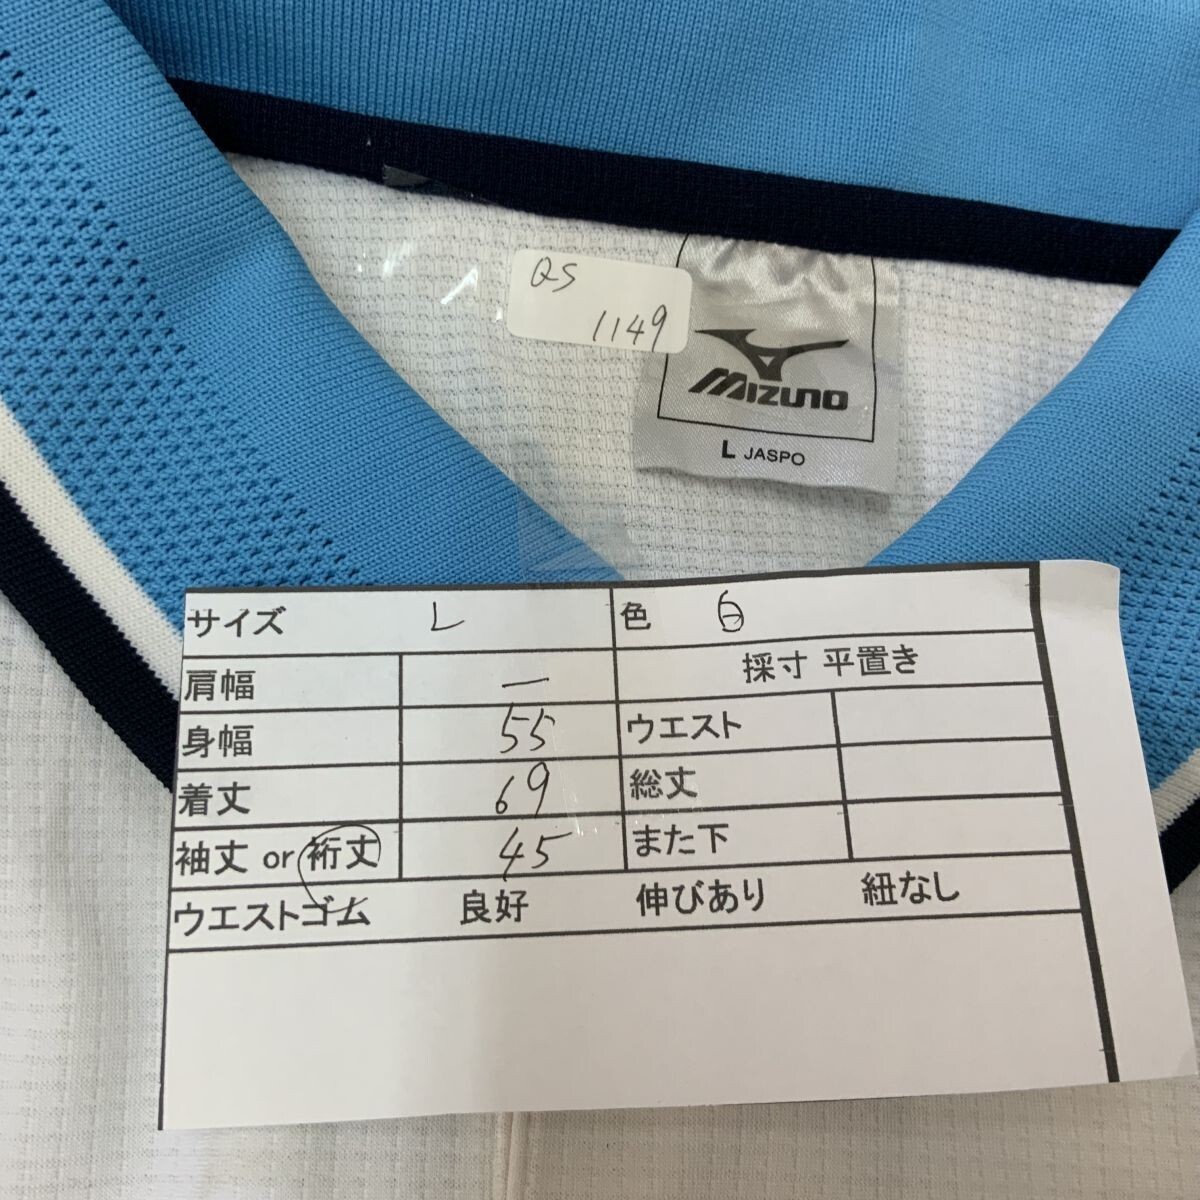 QS
1149
MIZUNO
L JASPO
サイズ L 色 白
肩幅 ー 採寸 平置き
身幅 55 ウエスト
着丈 69 総丈
袖丈 or 裄丈 45 また下
ウエストゴム 良好 伸びあり 紐なし